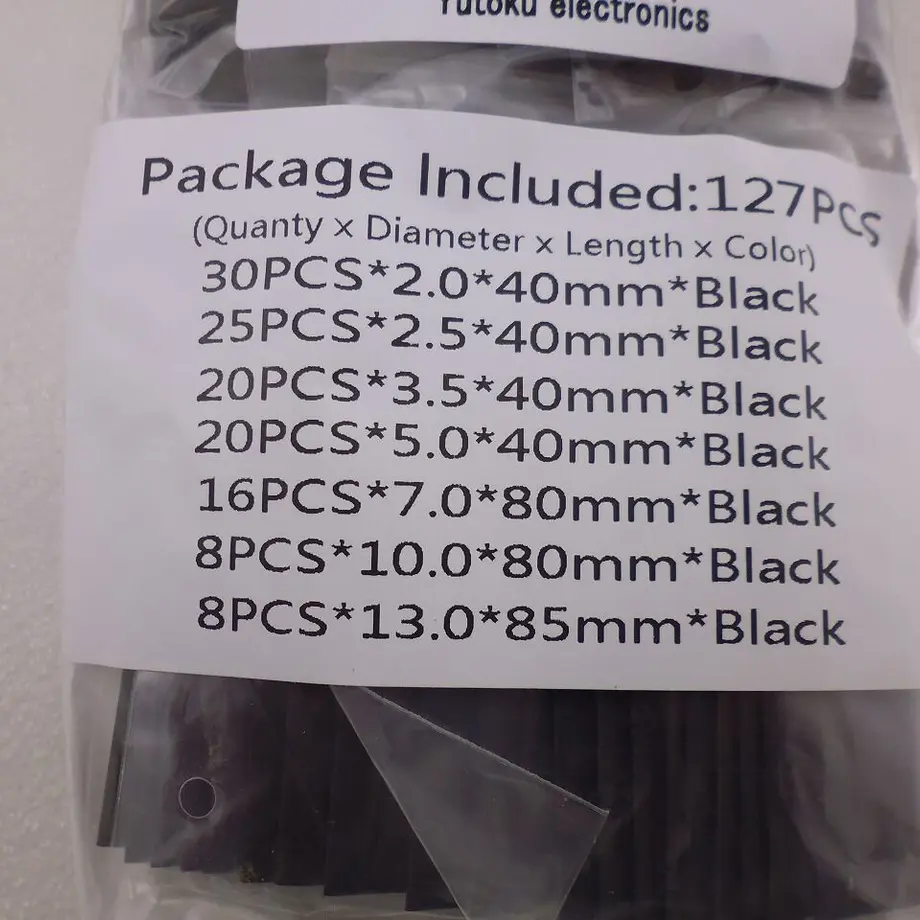 Yutoku electronics
Package Included:127PCS
(Quanty x Diameter x Length x Color)
30PCS*2.0*40mm*Black
25PCS*2.5*40mm*Black
20PCS*3.5*40mm*Black
20PCS*5.0*40mm*Black
16PCS*7.0*80mm*Black
8PCS*10.0*80mm*Black
8PCS*13.0*85mm*Black